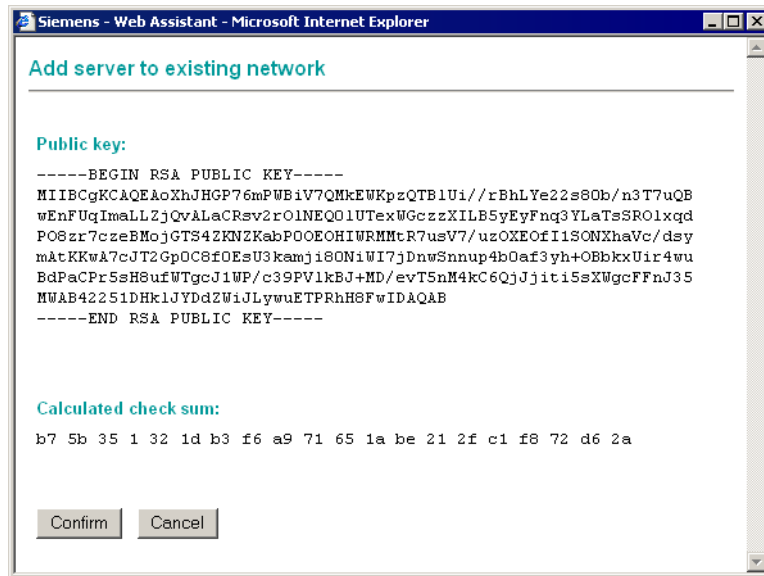 Siemens - Web Assistant - Microsoft Internet Explorer
Add server to existing network
Public key:
-----BEGIN RSA PUBLIC KEY-----
MIIBCgKCAQEAoXhJHGP76mPWBiV7QMkEWKpzQTBlUi//rBhLYe22s8Ob/n3T7uQB
wEnFUqImaLLZjQvALaCRsv2rOlNEQOlUTexWGczzXILB5yEyFnq3YLaTsSROlxqd
PO8zr7czeBMojGTS4ZKNZKabPOOEOHIWRMMtR7usV7/uzOXEOfI1SONXhaVc/dsy
mAtKKwA7cJT2GpOC8fOEsU3kamji8ONiWI7jDnwSnnup4bOaf3yh+OBbkxUir4wu
BdPaCPr5sH8ufWTgcJ1WP/c39PVlkBJ+MD/evT5nM4kC6QjJjiti5sXWgcFFnJ35
MWAB42251DHklJYDdZWiJLywuETPRhH8FwIDAQAB
-----END RSA PUBLIC KEY-----
Calculated check sum:
b7 5b 35 1 32 1d b3 f6 a9 71 65 1a be 21 2f c1 f8 72 d6 2a
Confirm Cancel